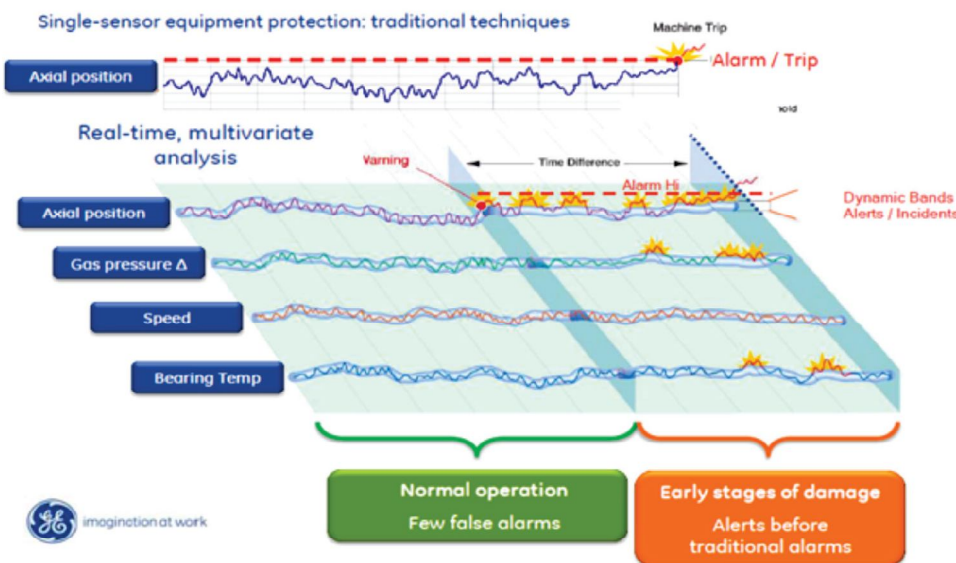 Single-sensor equipment protection: traditional techniques
Machine Trip
Alarm / Trip
Axial position
Real-time, multivariate
analysis
Warning
Time Difference
Alarm Hi
Dynamic Bands
Alerts / Incidents
Axial position
Gas pressure Δ
Speed
Bearing Temp
Normal operation
Few false alarms
Early stages of damage
Alerts before
traditional alarms
GE
imagination at work